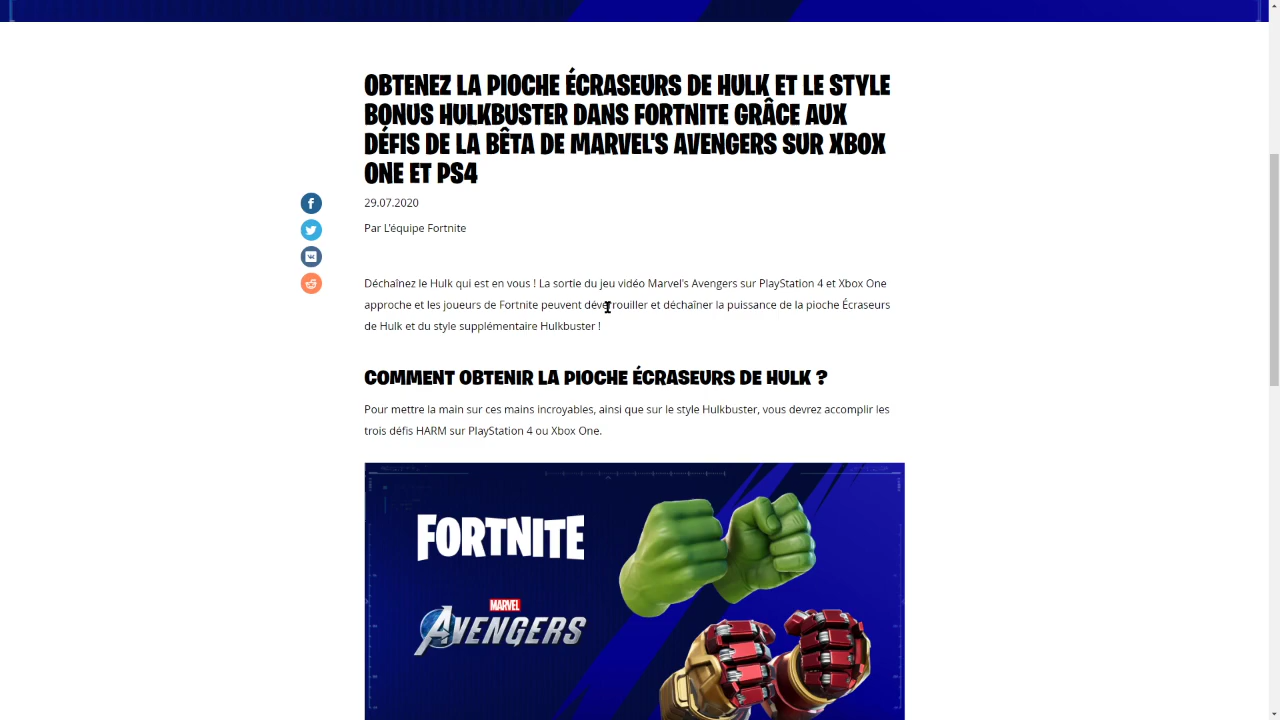 OBTENEZ LA PIOCHE ÉCRASEURS DE HULK ET LE STYLE
BONUS HULKBUSTER DANS FORTNITE GRÂCE AUX
DÉFIS DE LA BÊTA DE MARVEL'S AVENGERS SUR XBOX
ONE ET PS4
29.07.2020
Par L'équipe Fortnite
Déchaînez le Hulk qui est en vous ! La sortie du jeu vidéo Marvel's Avengers sur PlayStation 4 et Xbox One
approche et les joueurs de Fortnite peuvent déverrouiller et déchaîner la puissance de la pioche Écraseurs
de Hulk et du style supplémentaire Hulkbuster !
COMMENT OBTENIR LA PIOCHE ÉCRASEURS DE HULK ?
Pour mettre la main sur ces mains incroyables, ainsi que sur le style Hulkbuster, vous devrez accomplir les
trois défis HARM sur PlayStation 4 ou Xbox One.
FORTNITE
MARVEL
AVENGERS